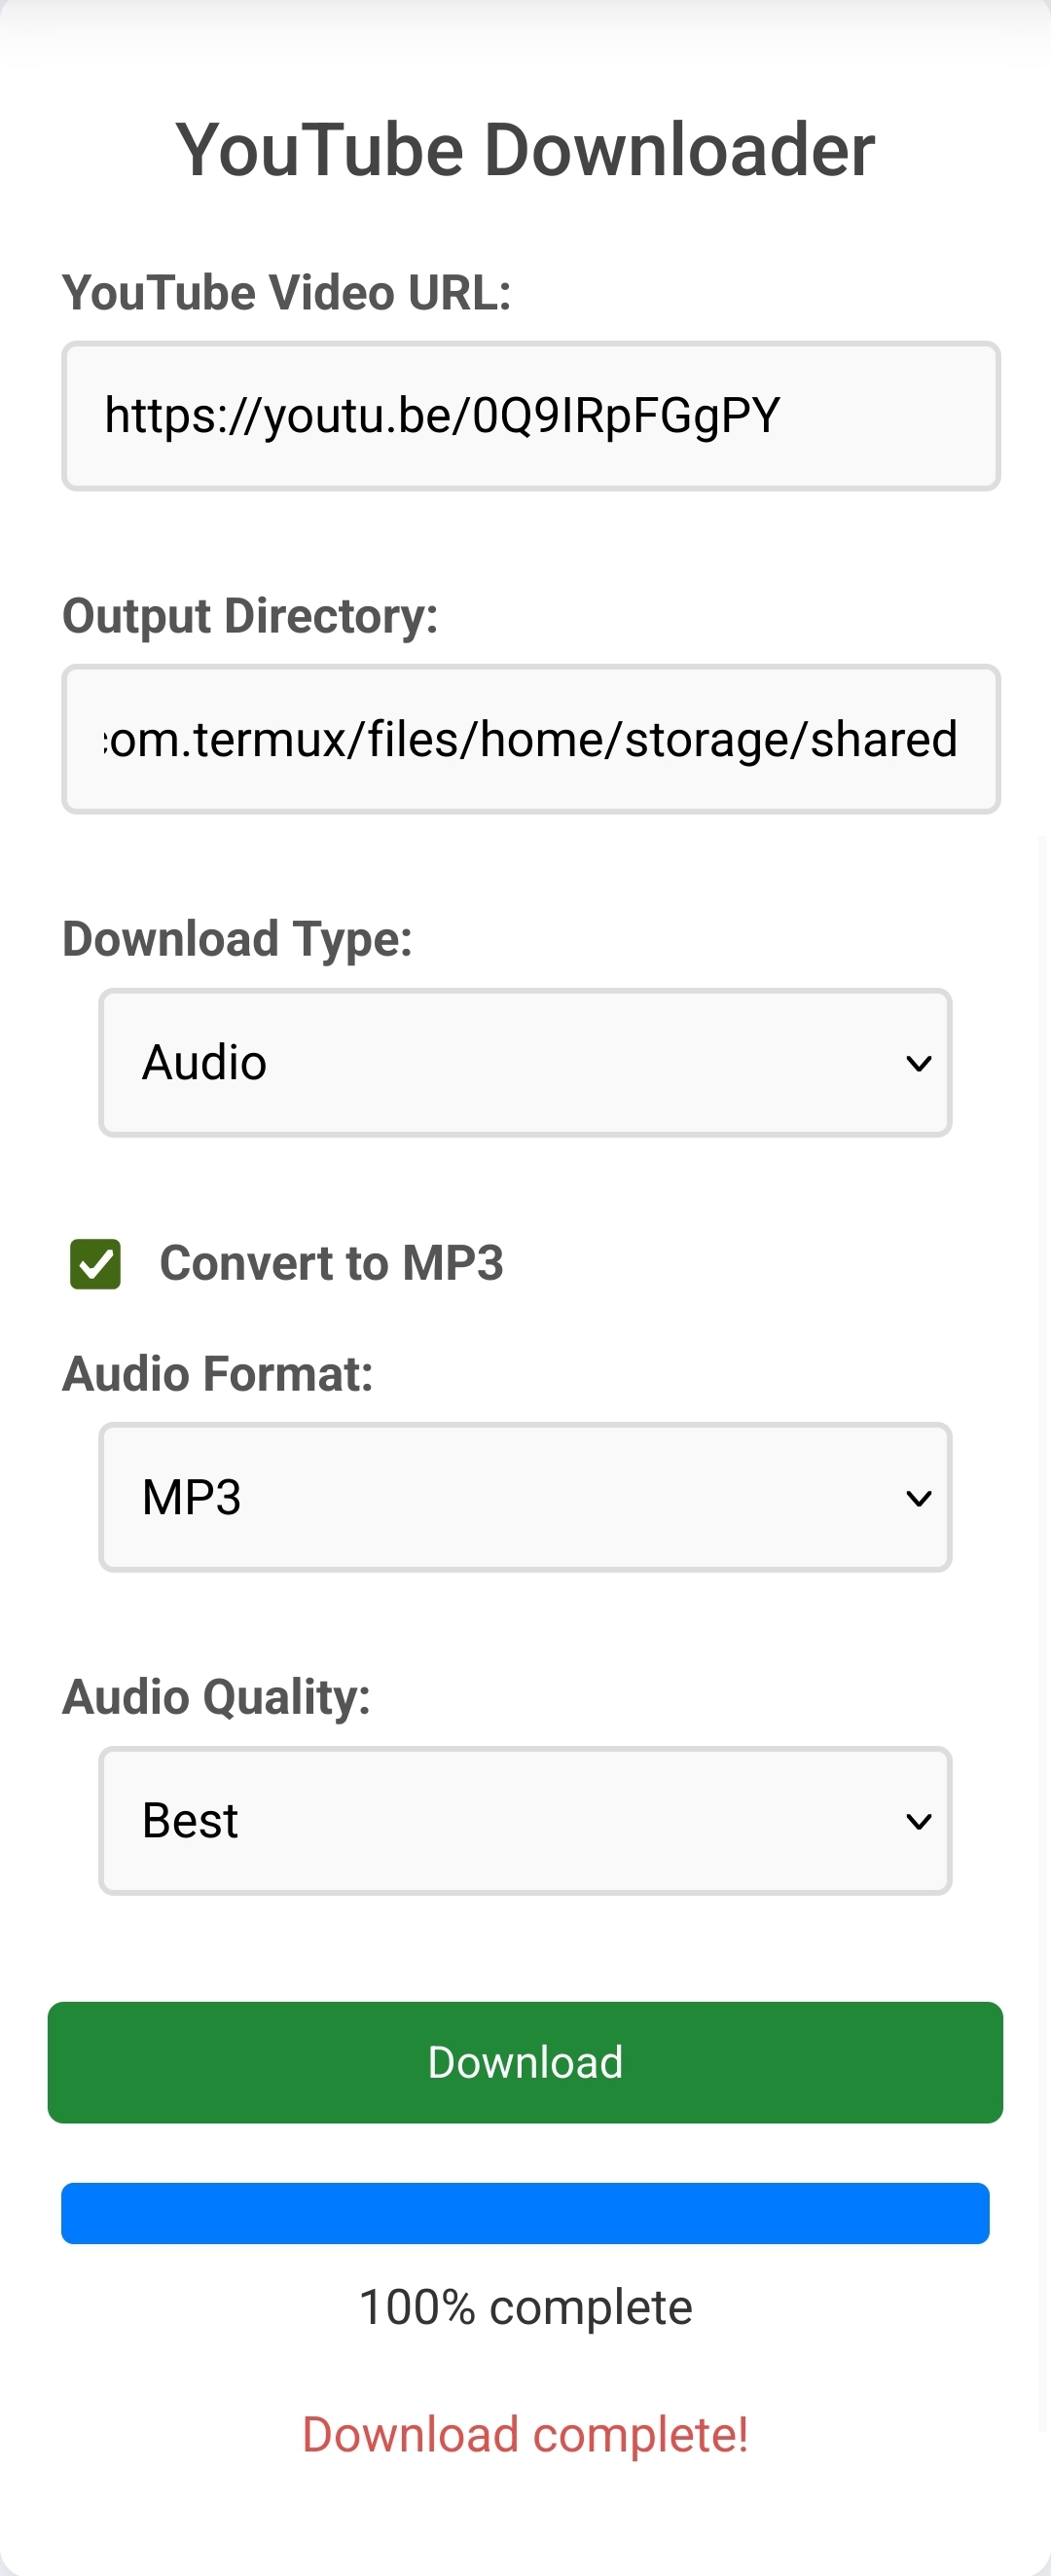 YouTube Downloader
YouTube Video URL:
https://youtu.be/0Q9IRpFGgPY
Output Directory:
com.termux/files/home/storage/shared
Download Type:
Audio
Convert to MP3
Audio Format:
MP3
Audio Quality:
Best
Download
100% complete
Download complete!